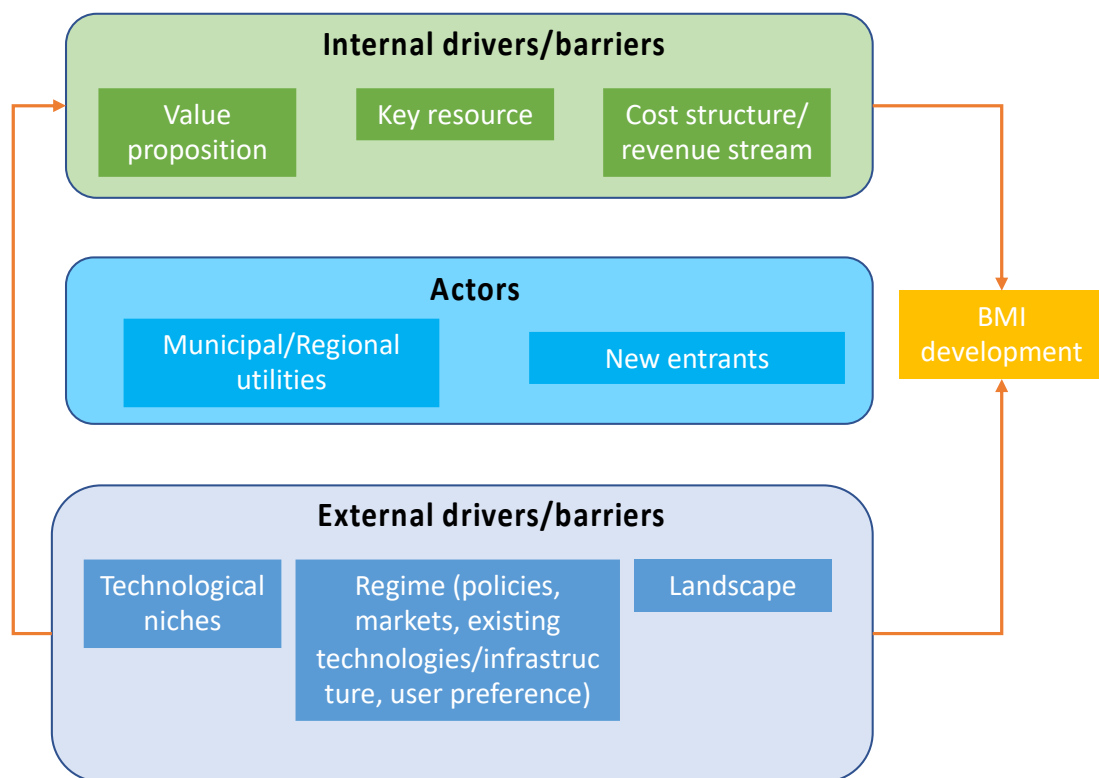 Internal drivers/barriers
Value
proposition
Key resource
Cost structure/
revenue stream
Actors
Municipal/Regional
utilities
New entrants
BMI
development
External drivers/barriers
Technological
niches
Regime (policies,
markets, existing
technologies/infrastruc
ture, user preference)
Landscape